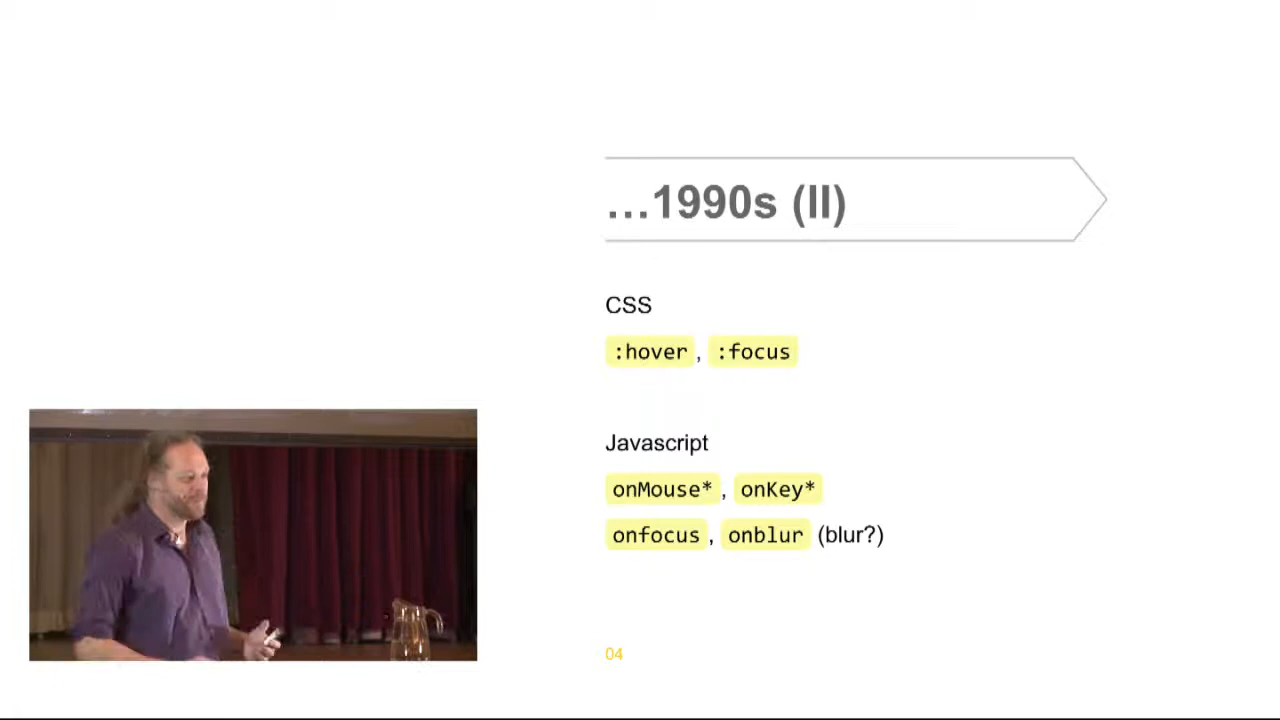 …1990s (II)
CSS
:hover, :focus
Javascript
onMouse*, onKey*
onfocus, onblur (blur?)
04